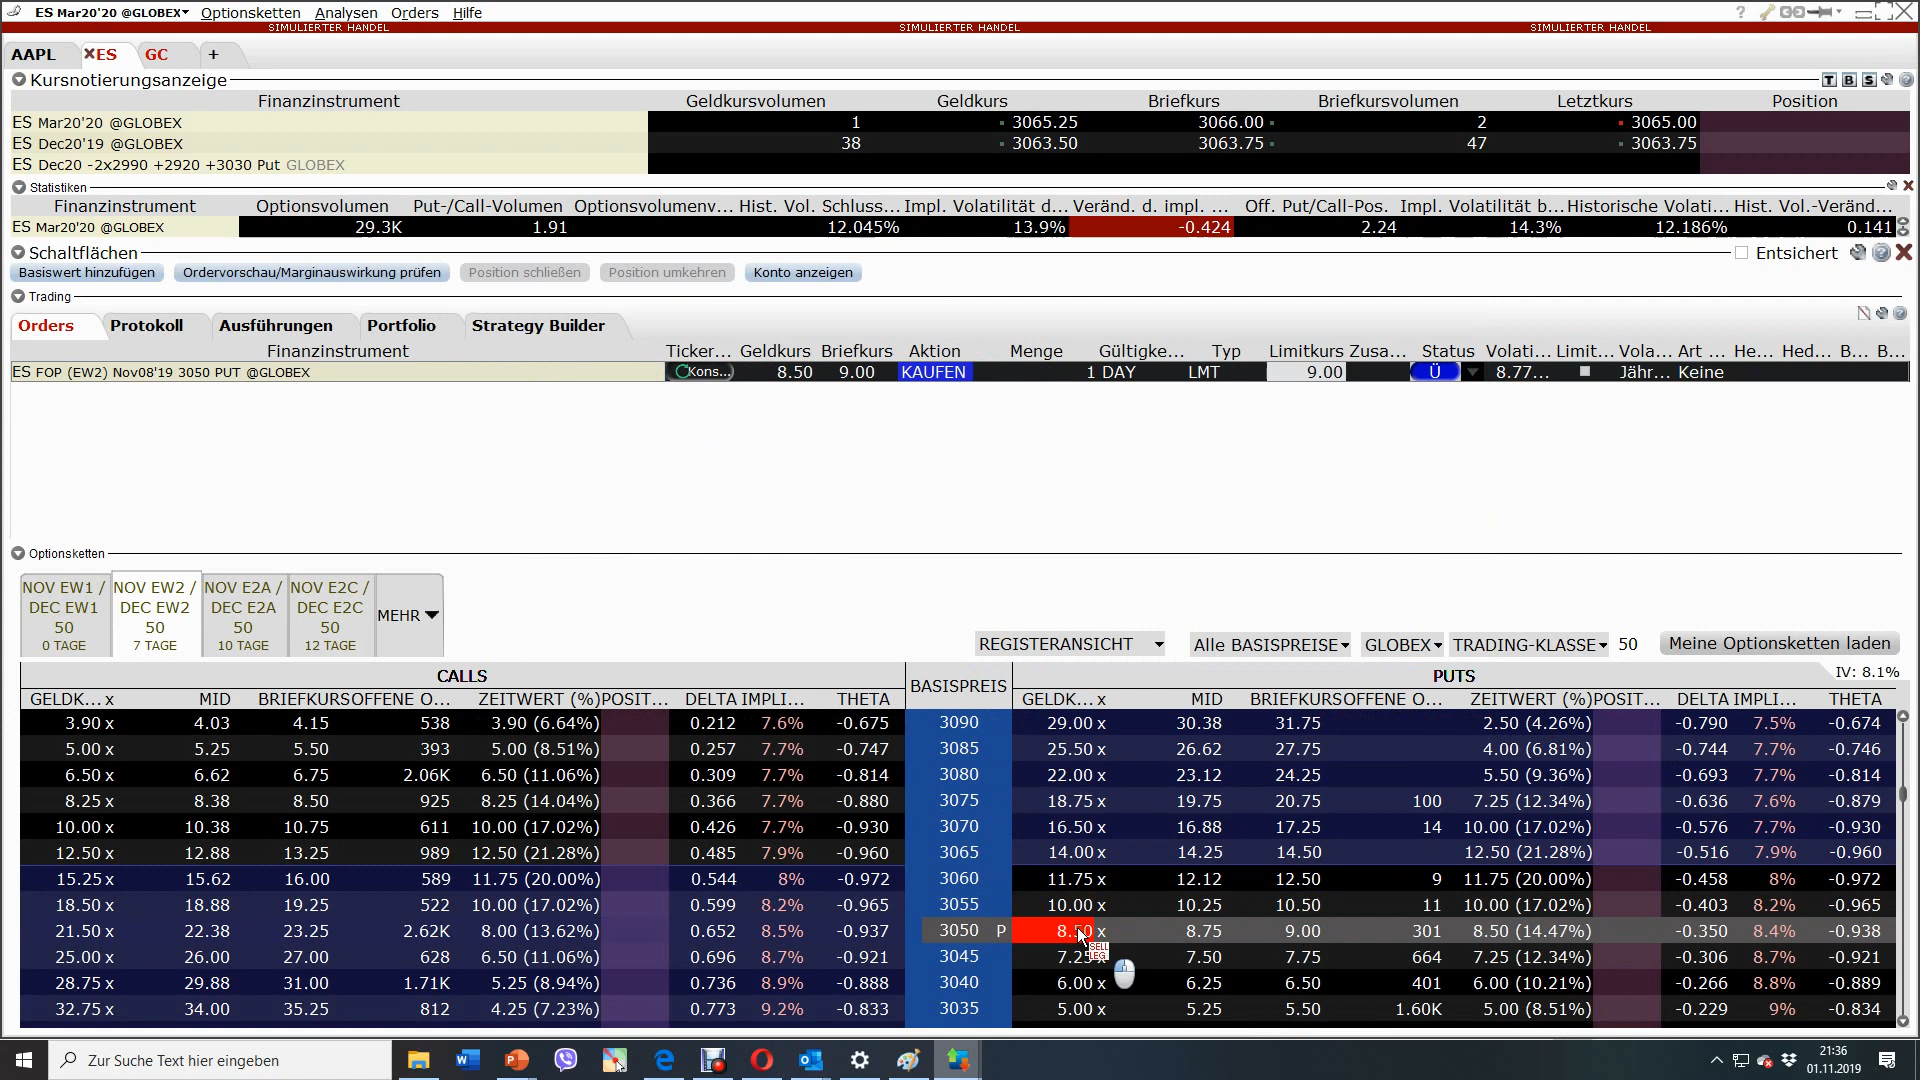 ES Mar20'20 @GLOBEX Optionsketten Analysen Orders Hilfe
SIMULIERTER HANDEL SIMULIERTER HANDEL SIMULIERTER HANDEL
AAPL ES GC +
Kursnotierungsanzeige T B S
Finanzinstrument Geldkursvolumen Geldkurs Briefkurs Briefkursvolumen Letztkurs Position
ES Mar20'20 @GLOBEX 1 3065.25 3066.00 2 3065.00
ES Dec20'19 @GLOBEX 38 3063.50 3063.75 47 3063.75
ES Dec20 -2x2990 +2920 +3030 Put GLOBEX
Statistiken
Finanzinstrument Optionsvolumen Put-/Call-Volumen Optionsvolumenv... Hist. Vol. Schluss... Impl. Volatilität d... Veränd. d. impl. ... Off. Put/Call-Pos. Impl. Volatilität b... Historische Volati... Hist. Vol.-Veränd...
ES Mar20'20 @GLOBEX 29.3K 1.91 12.045% 13.9% -0.424 2.24 14.3% 12.186% 0.141
Schaltflächen Entsichert
Basiswert hinzufügen Ordervorschau/Marginauswirkung prüfen Position schließen Position umkehren Konto anzeigen
Trading
Orders Protokoll Ausführungen Portfolio Strategy Builder
Finanzinstrument Ticker... Geldkurs Briefkurs Aktion Menge Gültigke... Typ Limitkurs Zusa... Status Volati... Limit... Vola... Art ... He... Hed... B... B...
ES FOP (EW2) Nov08'19 3050 PUT @GLOBEX Kons... 8.50 9.00 KAUFEN 1 DAY LMT 9.00 Ü 8.77... Jähr... Keine
Optionsketten
NOV EW1 / NOV EW2 / NOV E2A / NOV E2C /
DEC EW1 DEC EW2 DEC E2A DEC E2C MEHR
50 50 50 50
0 TAGE 7 TAGE 10 TAGE 12 TAGE
REGISTERANSICHT Alle BASISPREISE GLOBEX TRADING-KLASSE 50 Meine Optionsketten laden
IV: 8.1%
CALLS BASISPREIS PUTS
GELDK... x MID BRIEFKURS OFFENE O... ZEITWERT (%) POSIT... DELTA IMPLI... THETA GELDK... x MID BRIEFKURS OFFENE O... ZEITWERT (%) POSIT... DELTA IMPLI... THETA
3.90 x 4.03 4.15 538 3.90 (6.64%) 0.212 7.6% -0.675 3090 29.00 x 30.38 31.75 2.50 (4.26%) -0.790 7.5% -0.674
5.00 x 5.25 5.50 393 5.00 (8.51%) 0.257 7.7% -0.747 3085 25.50 x 26.62 27.75 4.00 (6.81%) -0.744 7.7% -0.746
6.50 x 6.62 6.75 2.06K 6.50 (11.06%) 0.309 7.7% -0.814 3080 22.00 x 23.12 24.25 5.50 (9.36%) -0.693 7.7% -0.814
8.25 x 8.38 8.50 925 8.25 (14.04%) 0.366 7.7% -0.880 3075 18.75 x 19.75 20.75 100 7.25 (12.34%) -0.636 7.6% -0.879
10.00 x 10.38 10.75 611 10.00 (17.02%) 0.426 7.7% -0.930 3070 16.50 x 16.88 17.25 14 10.00 (17.02%) -0.576 7.7% -0.930
12.50 x 12.88 13.25 989 12.50 (21.28%) 0.485 7.9% -0.960 3065 14.00 x 14.25 14.50 12.50 (21.28%) -0.516 7.9% -0.960
15.25 x 15.62 16.00 589 11.75 (20.00%) 0.544 8% -0.972 3060 11.75 x 12.12 12.50 9 11.75 (20.00%) -0.458 8% -0.972
18.50 x 18.88 19.25 522 10.00 (17.02%) 0.599 8.2% -0.965 3055 10.00 x 10.25 10.50 11 10.00 (17.02%) -0.403 8.2% -0.965
21.50 x 22.38 23.25 2.62K 8.00 (13.62%) 0.652 8.5% -0.937 3050 P 8.50 x 8.75 9.00 301 8.50 (14.47%) -0.350 8.4% -0.938
25.00 x 26.00 27.00 628 6.50 (11.06%) 0.696 8.7% -0.921 3045 7.25 x 7.50 7.75 664 7.25 (12.34%) -0.306 8.7% -0.921
SELL
LEG
28.75 x 29.88 31.00 1.71K 5.25 (8.94%) 0.736 8.9% -0.888 3040 6.00 x 6.25 6.50 401 6.00 (10.21%) -0.266 8.8% -0.889
32.75 x 34.00 35.25 812 4.25 (7.23%) 0.773 9.2% -0.833 3035 5.00 x 5.25 5.50 1.60K 5.00 (8.51%) -0.229 9% -0.834
Zur Suche Text hier eingeben
21:36
01.11.2019